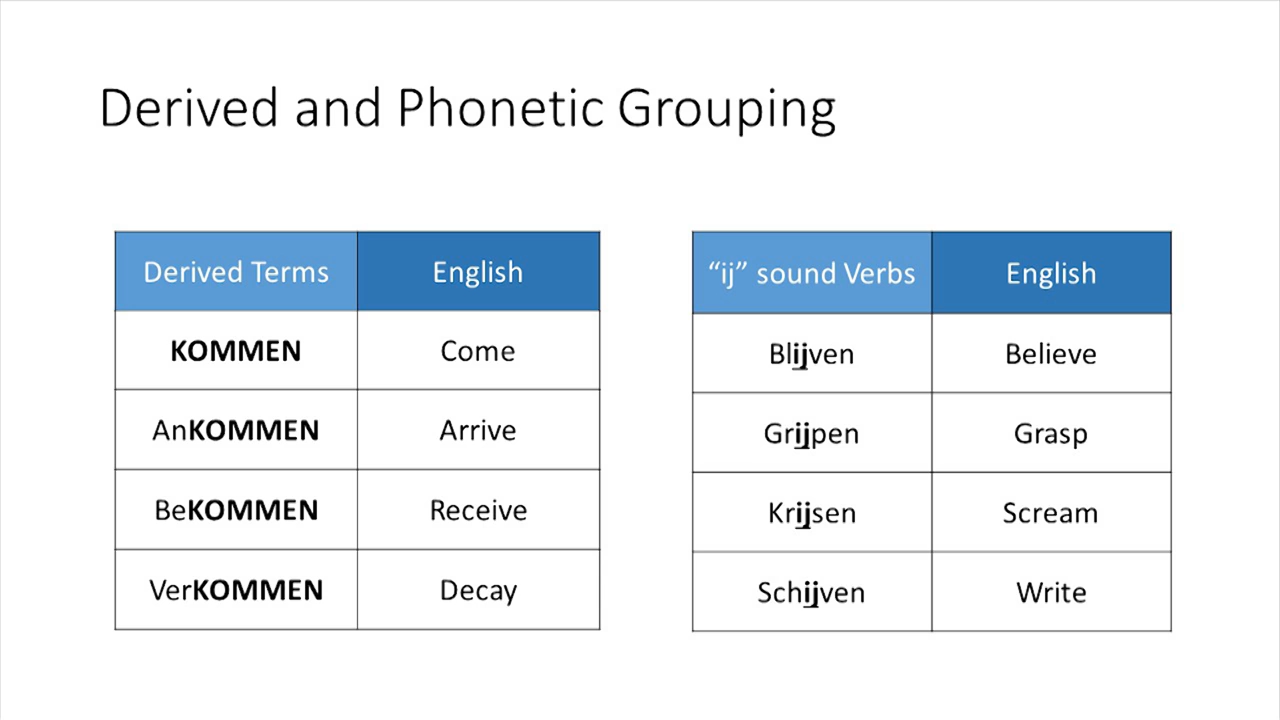 Derived and Phonetic Grouping
Derived Terms English
KOMMEN Come
AnKOMMEN Arrive
BeKOMMEN Receive
VerKOMMEN Decay
“ij” sound Verbs English
Blijven Believe
Grijpen Grasp
Krijsen Scream
Schijven Write